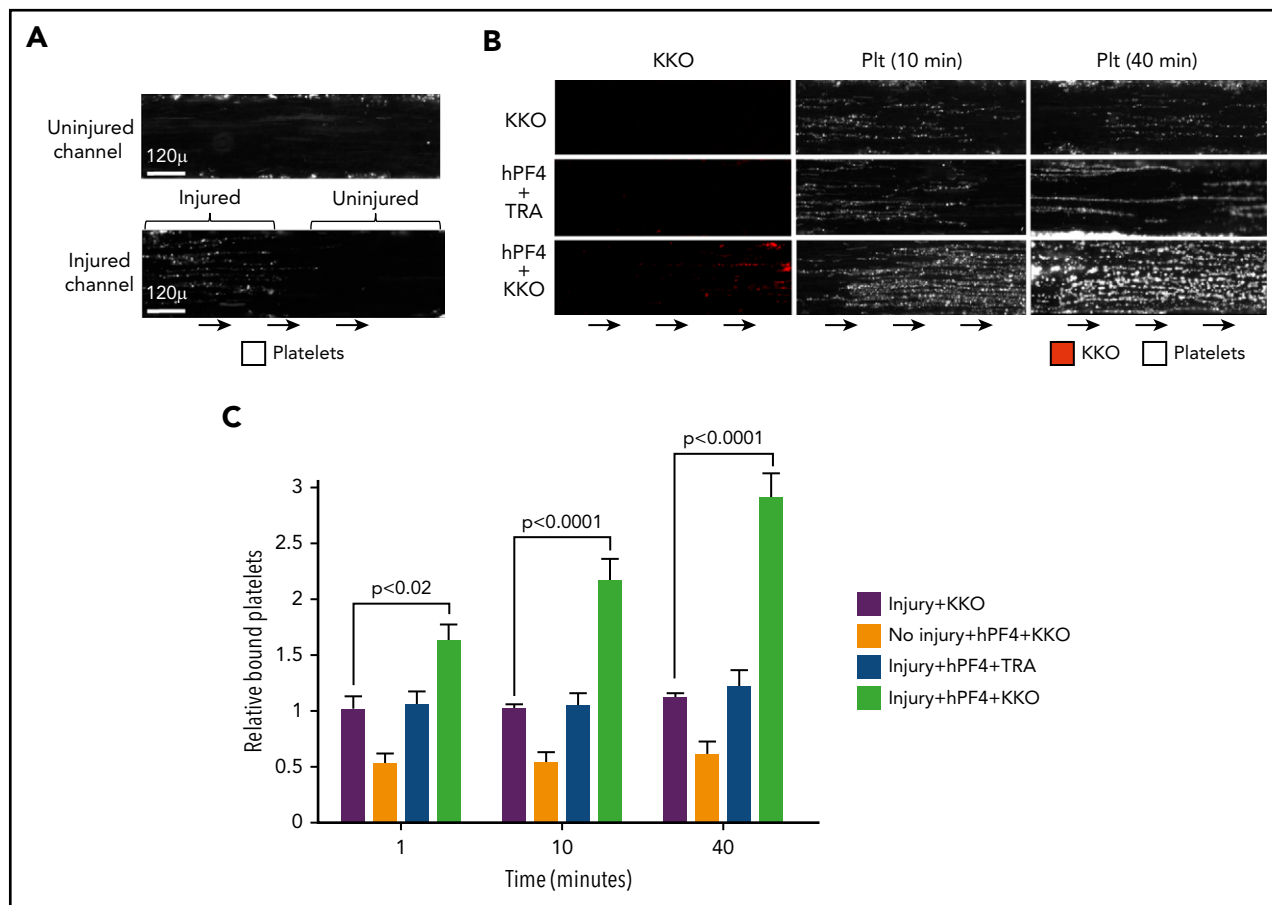 A
Uninjured
channel
120μ
Injured
Uninjured
Injured
channel
120μ
Platelets
B
KKO
Plt (10 min)
Plt (40 min)
KKO
hPF4
+
TRA
hPF4
+
KKO
KKO
Platelets
C
Relative bound platelets
3
2.5
2
1.5
1
0.5
0
p<0.02
p<0.0001
p<0.0001
1
10
40
Time (minutes)
Injury+KKO
No injury+hPF4+KKO
Injury+hPF4+TRA
Injury+hPF4+KKO